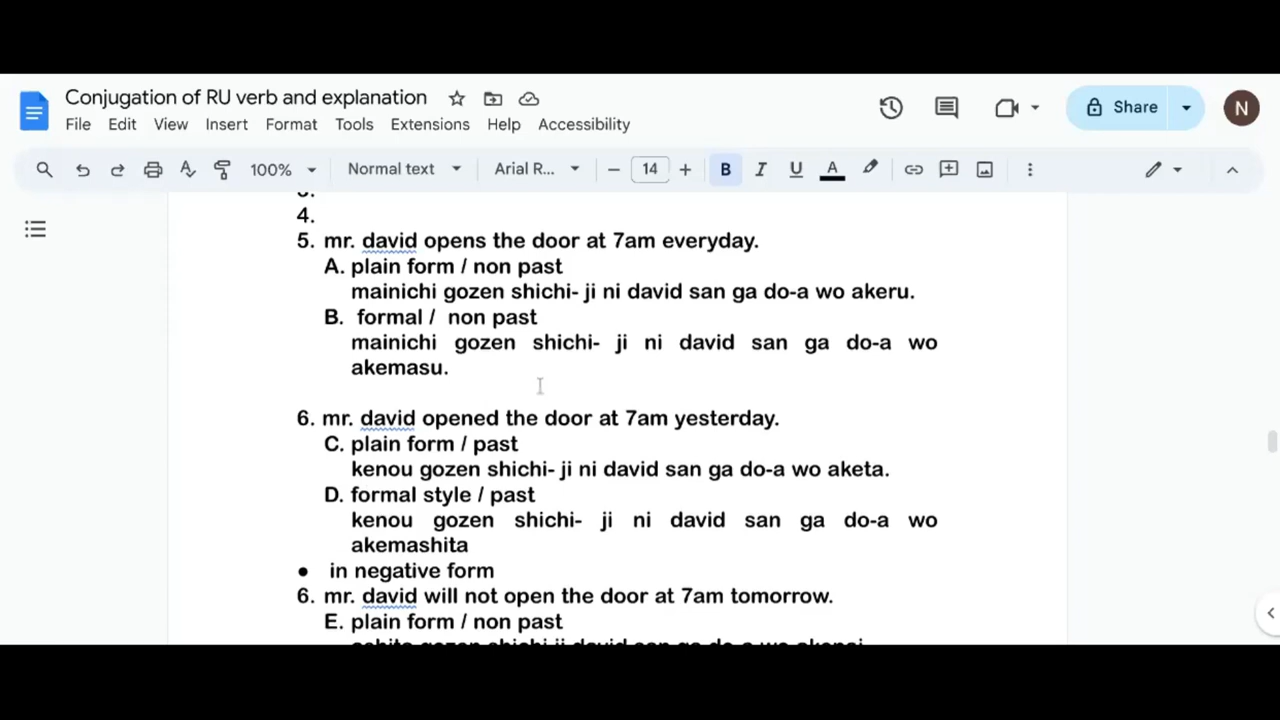 Conjugation of RU verb and explanation
File Edit View Insert Format Tools Extensions Help Accessibility
Share
N
100% Normal text Arial R... 14 B I U A
4.
5. mr. david opens the door at 7am everyday.
A. plain form / non past
mainichi gozen shichi- ji ni david san ga do-a wo akeru.
B. formal / non past
mainichi gozen shichi- ji ni david san ga do-a wo
akemasu.
6. mr. david opened the door at 7am yesterday.
C. plain form / past
kenou gozen shichi- ji ni david san ga do-a wo aketa.
D. formal style / past
kenou gozen shichi- ji ni david san ga do-a wo
akemashita
● in negative form
6. mr. david will not open the door at 7am tomorrow.
E. plain form / non past